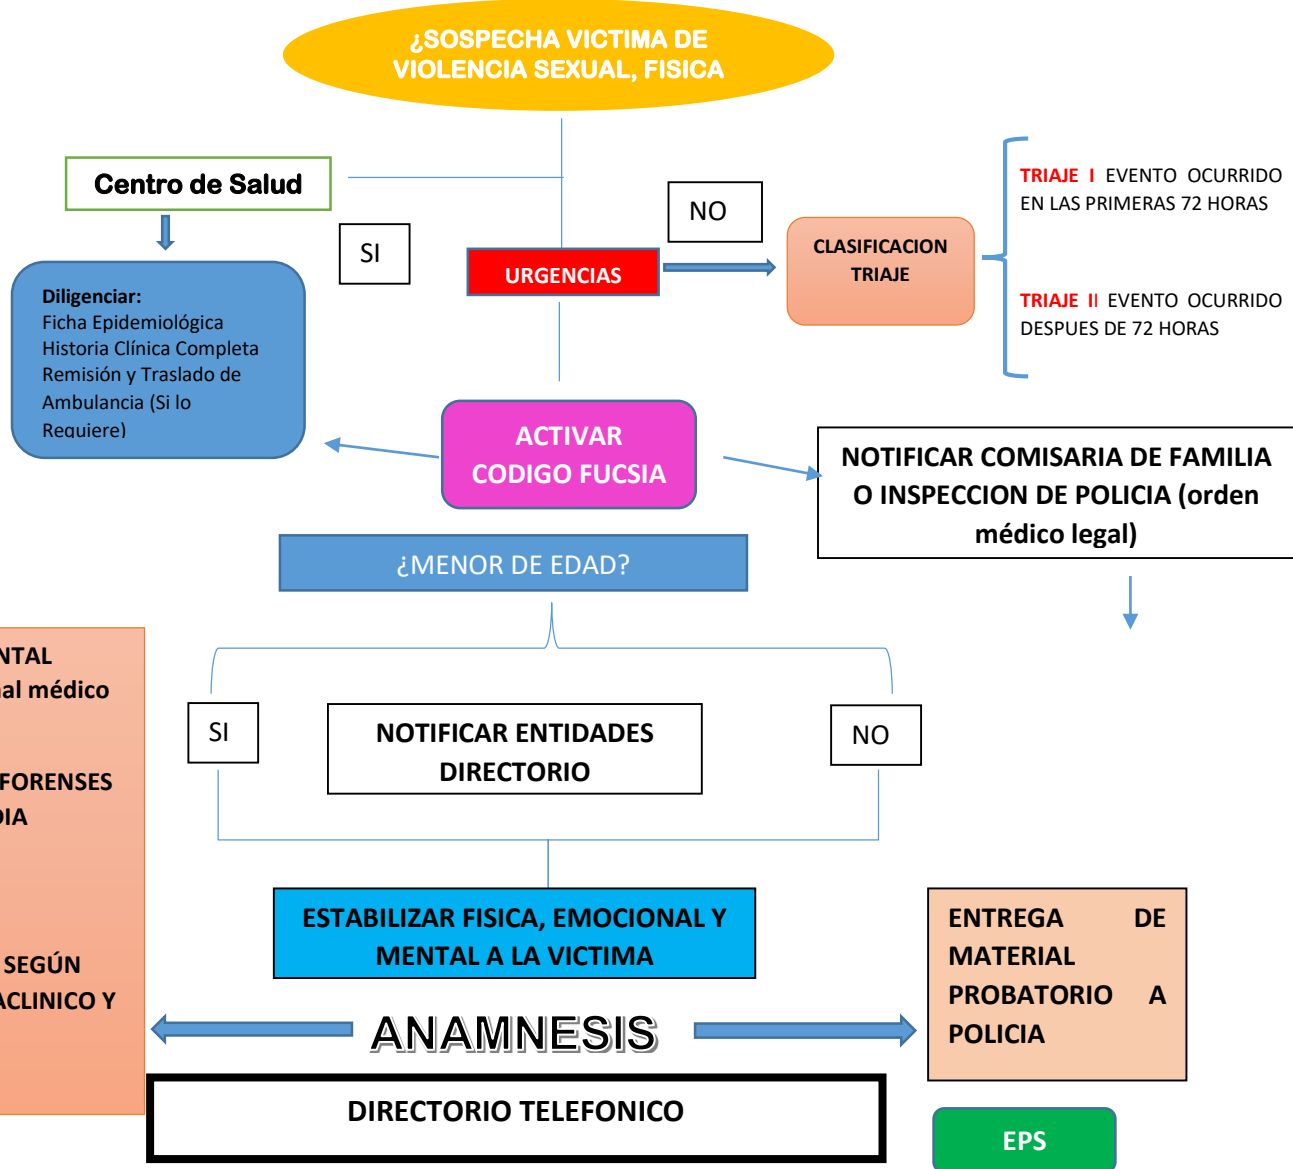 ¿SOSPECHA VICTIMA DE
VIOLENCIA SEXUAL, FISICA
Centro de Salud
SI
NO
URGENCIAS
CLASIFICACION
TRIAJE
TRIAJE I EVENTO OCURRIDO
EN LAS PRIMERAS 72 HORAS
TRIAJE II EVENTO OCURRIDO
DESPUES DE 72 HORAS
Diligenciar:
Ficha Epidemiológica
Historia Clínica Completa
Remisión y Traslado de
Ambulancia (Si lo
Requiere)
ACTIVAR
CODIGO FUCSIA
NOTIFICAR COMISARIA DE FAMILIA
O INSPECCION DE POLICIA (orden
médico legal)
¿MENOR DE EDAD?
SI
NOTIFICAR ENTIDADES
DIRECTORIO
NO
NTAL
al médico
FORENSES
DIA
SEGÚN
ACLINICO Y
ESTABILIZAR FISICA, EMOCIONAL Y
MENTAL A LA VICTIMA
ENTREGA DE
MATERIAL
PROBATORIO A
POLICIA
ANAMNESIS
DIRECTORIO TELEFONICO
EPS